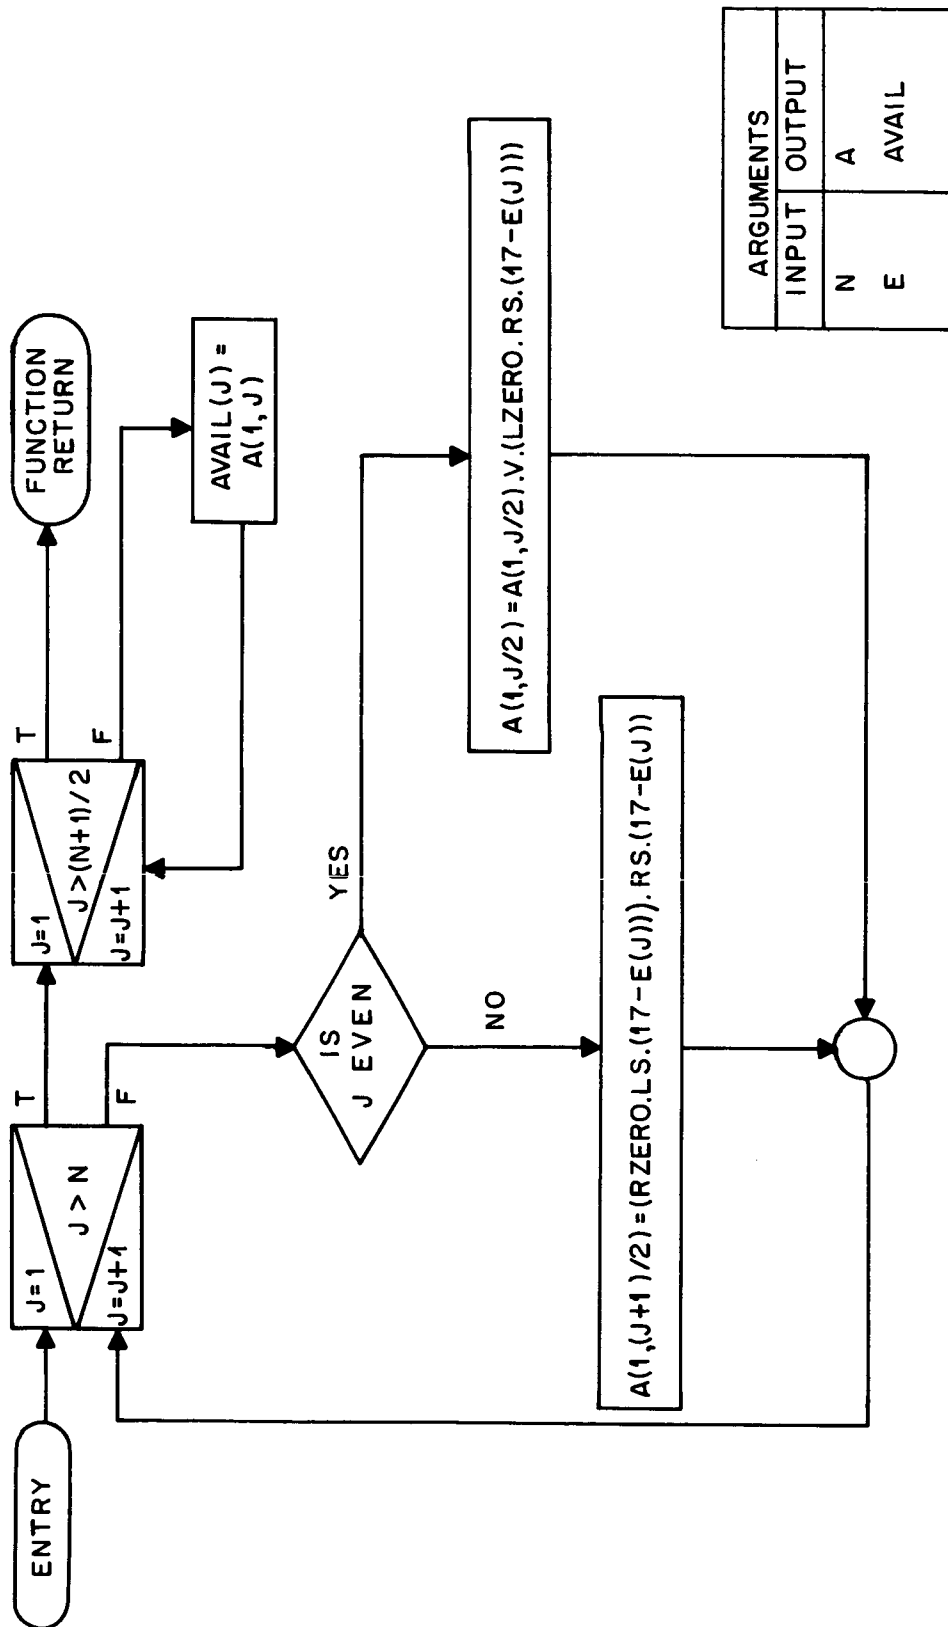 ENTRY
J=1
J > N
J=J+1
T
F
J=1
J >(N+1)/2
J=J+1
T
F
FUNCTION
RETURN
AVAIL(J) =
A(1,J)
IS
J EVEN
YES
NO
A(1,J/2) = A(1,J/2).V.(LZERO.RS.(17-E(J)))
A(1,(J+1)/2)=(RZERO.LS.(17-E(J))).RS.(17-E(J))
ARGUMENTS
INPUT OUTPUT
N A
E AVAIL